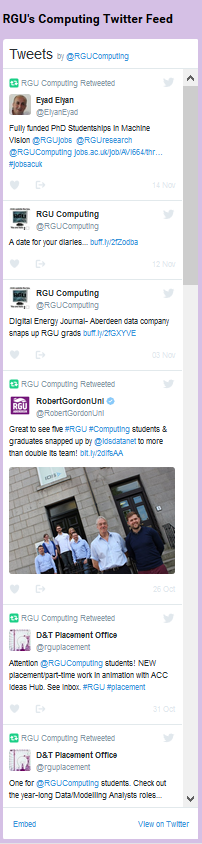 RGU's Computing Twitter Feed
Tweets by @RGUComputing
RGU Computing Retweeted
Eyad Elyan
@ElyanEyad
Fully funded PhD Studentships in Machine
Vision @RGUjobs @RGUresearch
@RGUComputing jobs.ac.uk/job/AVI664/thr…
#jobsacuk
14 Nov
RGU Computing
@RGUComputing
A date for your diaries... buff.ly/2fZodba
12 Nov
RGU Computing
@RGUComputing
Digital Energy Journal- Aberdeen data company
snaps up RGU grads buff.ly/2fGXYVE
03 Nov
RGU Computing Retweeted
RobertGordonUni
@RobertGordonUni
Great to see five #RGU #Computing students &
graduates snapped up by @idsdatanet to more
than double its team! bit.ly/2dlfsAA
26 Oct
RGU Computing Retweeted
D&T Placement Office
@rguplacement
Attention @RGUComputing students! NEW
placement/part-time work in animation with ACC
Ideas Hub. See inbox. #RGU #placement
21 Oct
RGU Computing Retweeted
D&T Placement Office
@rguplacement
One for @RGUComputing students. Check out
the year-long Data/Modelling Analysts roles...
Embed
View on Twitter